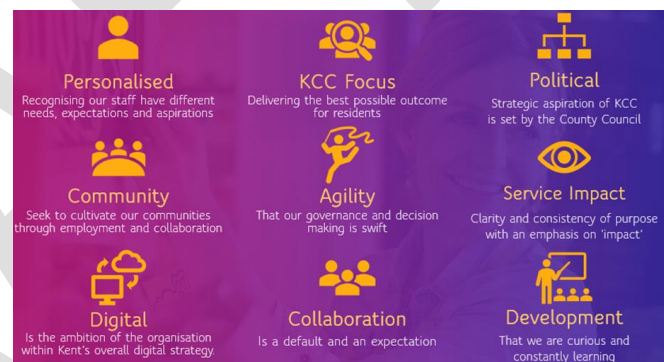 Personalised
Recognising our staff have different
needs, expectations and aspirations
KCC Focus
Delivering the best possible outcome
for residents
Political
Strategic aspiration of KCC
is set by the County Council
Community
Seek to cultivate our communities
through employment and collaboration
Agility
That our governance and decision
making is swift
Service Impact
Clarity and consistency of purpose
with an emphasis on 'impact'
Digital
Is the ambition of the organisation
within Kent's overall digital strategy.
Collaboration
Is a default and an expectation
Development
That we are curious and
constantly learning